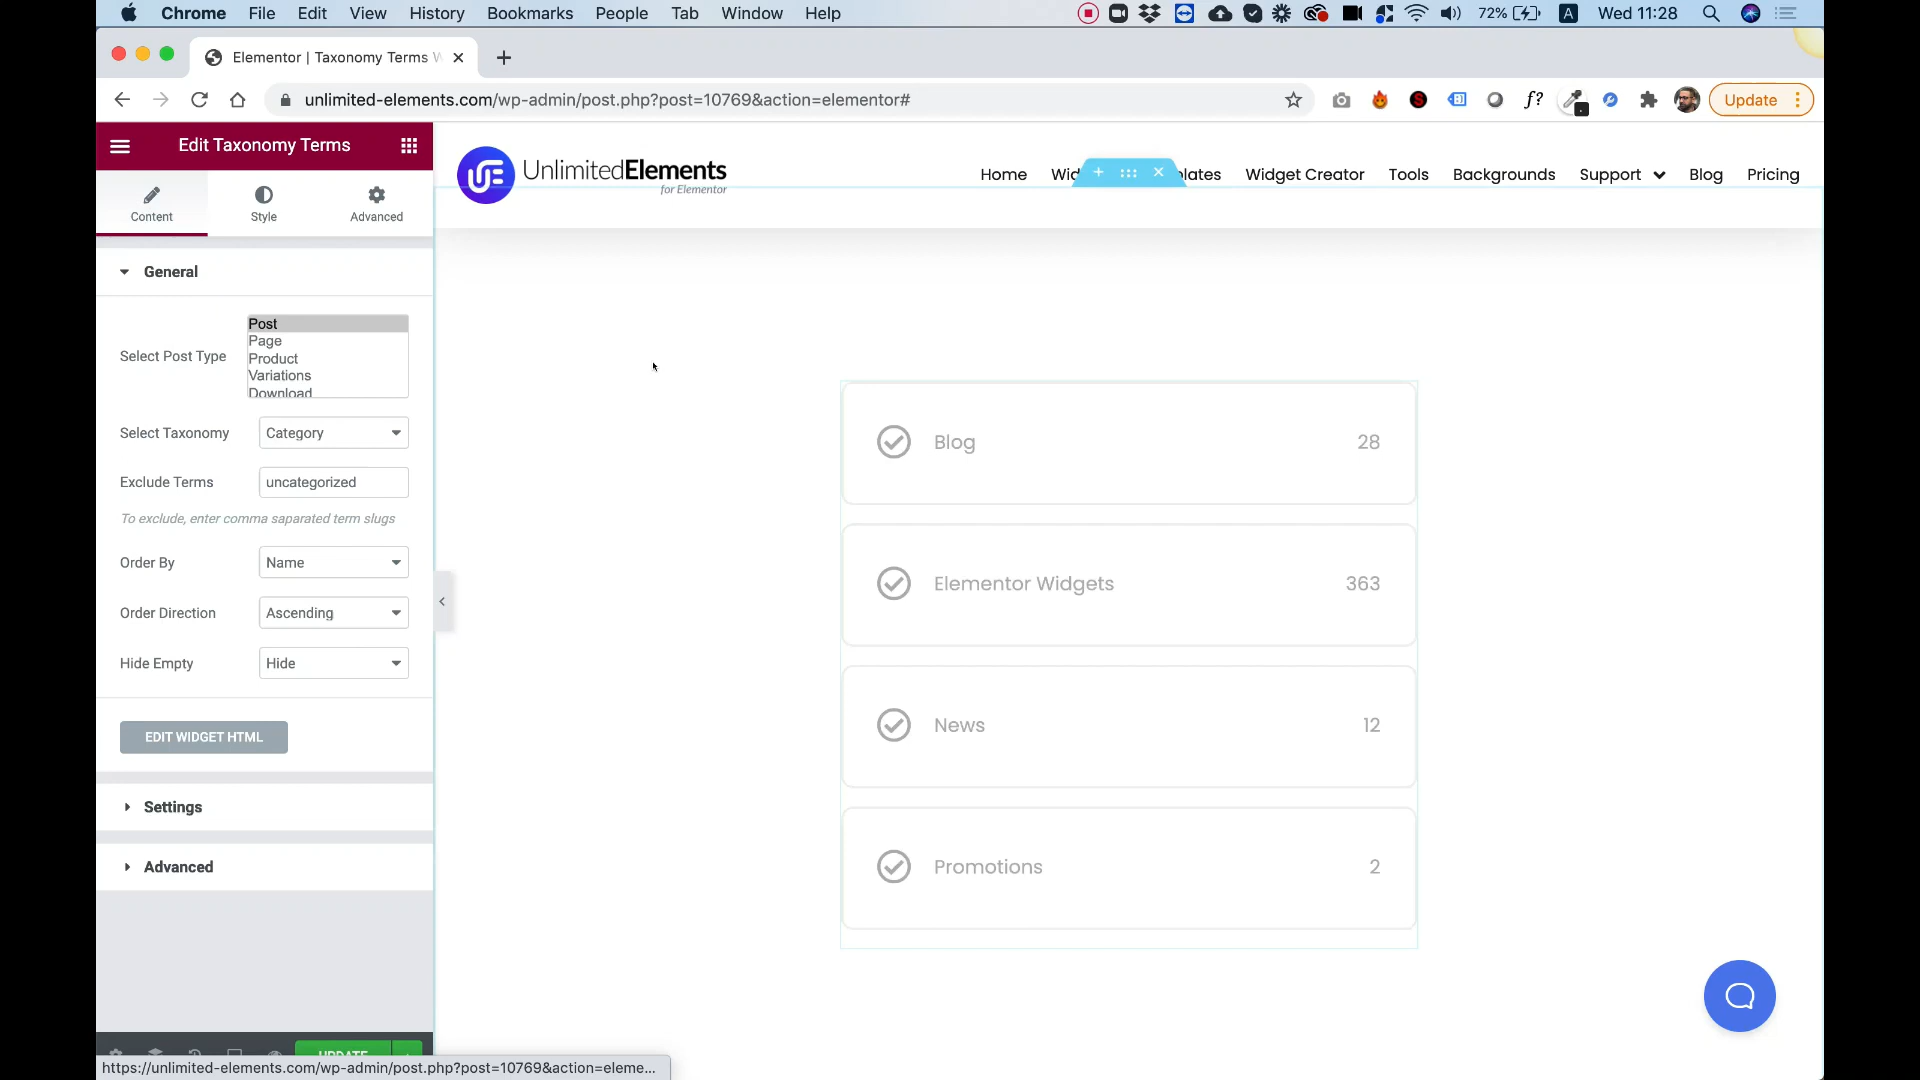 Chrome File Edit View History Bookmarks People Tab Window Help 72% A Wed 11:28
Elementor | Taxonomy Terms W
unlimited-elements.com/wp-admin/post.php?post=10769&action=elementor#
f?
Update
Edit Taxonomy Terms
Content Style Advanced
General
Select Post Type
Post
Page
Product
Variations
Download
Select Taxonomy Category
Exclude Terms uncategorized
To exclude, enter comma saparated term slugs
Order By Name
Order Direction Ascending
Hide Empty Hide
EDIT WIDGET HTML
Settings
Advanced
UPDATE
https://unlimited-elements.com/wp-admin/post.php?post=10769&action=eleme...
UE UnlimitedElements
for Elementor
Home Wid plates Widget Creator Tools Backgrounds Support Blog Pricing
Blog 28
Elementor Widgets 363
News 12
Promotions 2